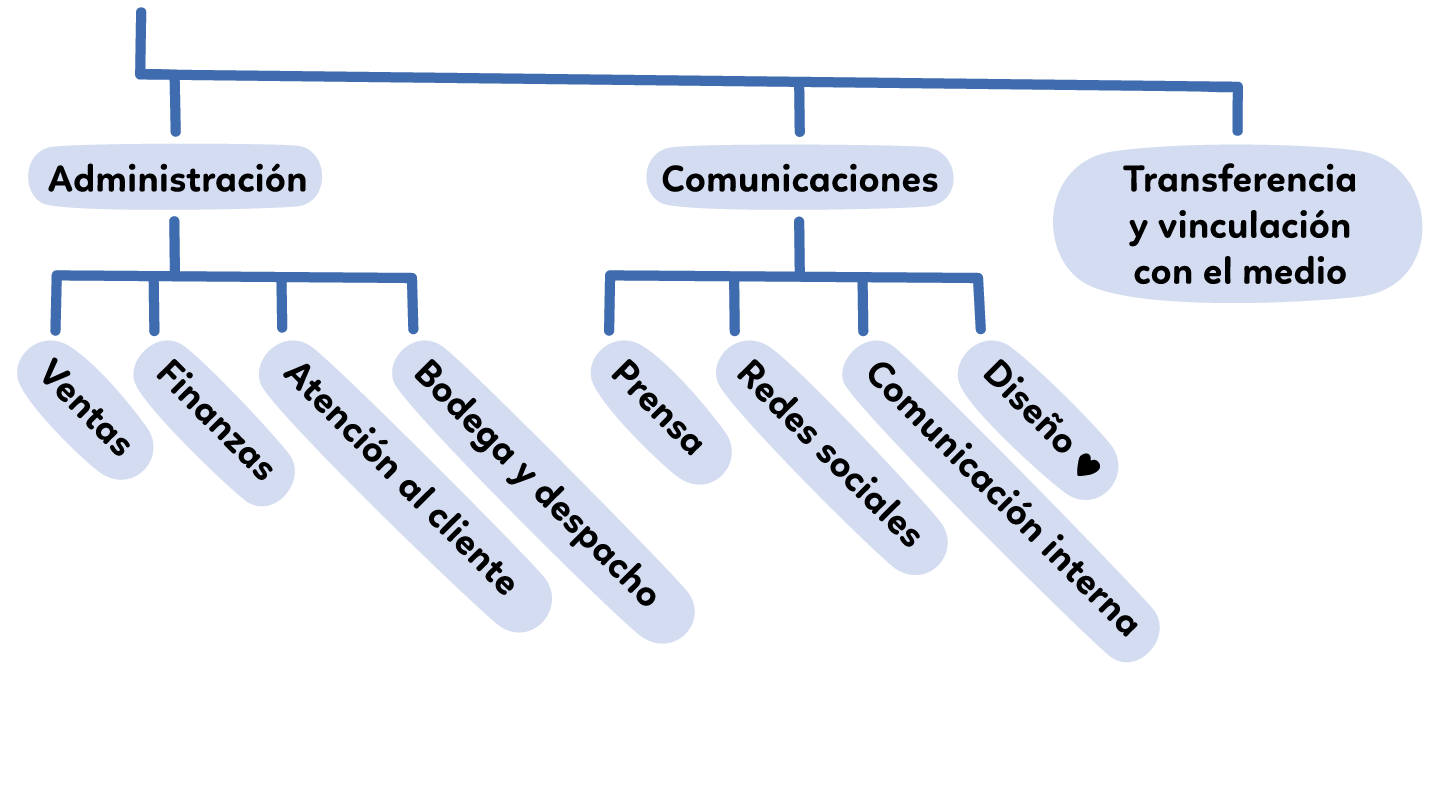 Administración
Comunicaciones
Transferencia
y vinculación
con el medio
Ventas
Finanzas
Atención al cliente
Bodega y despacho
Prensa
Redes sociales
Comunicación interna
Diseño ♥